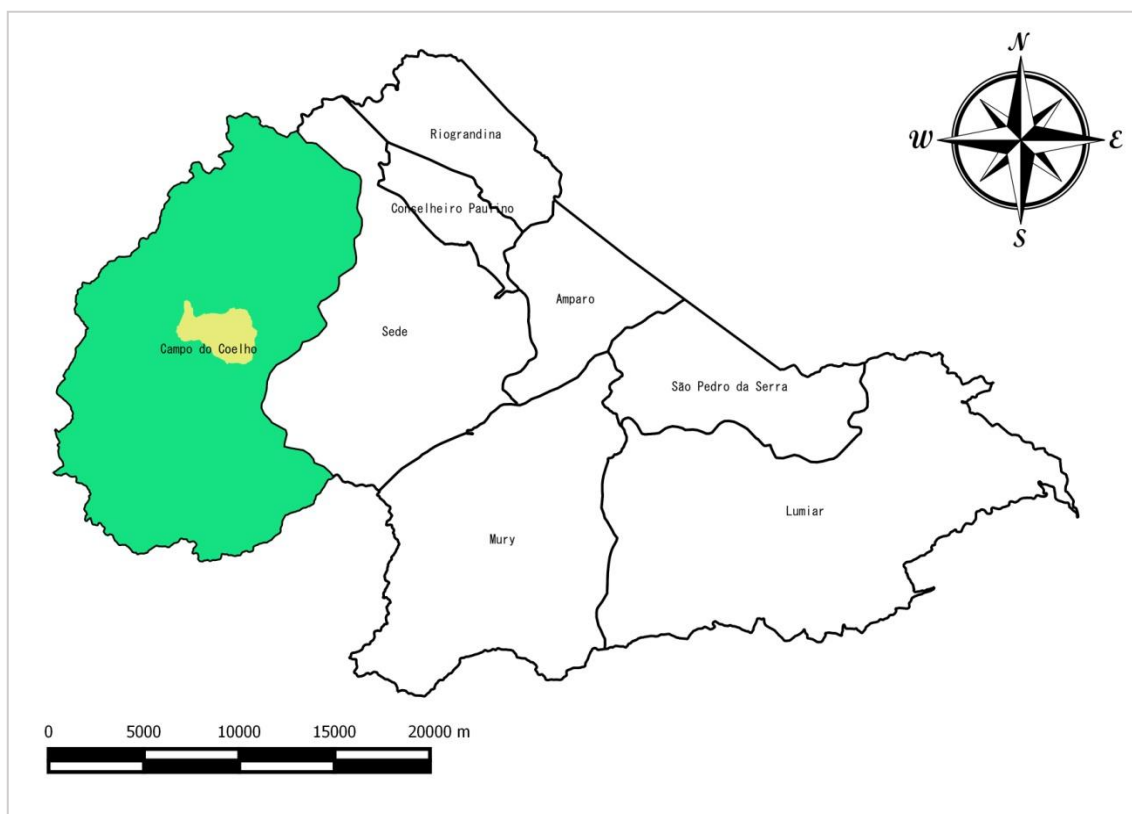 N
Riograndina
W
E
Conselheiro Paulino
S
Amparo
Sede
Campo do Coelho
São Pedro da Serra
Lumiar
Mury
0 5000 10000 15000 20000 m